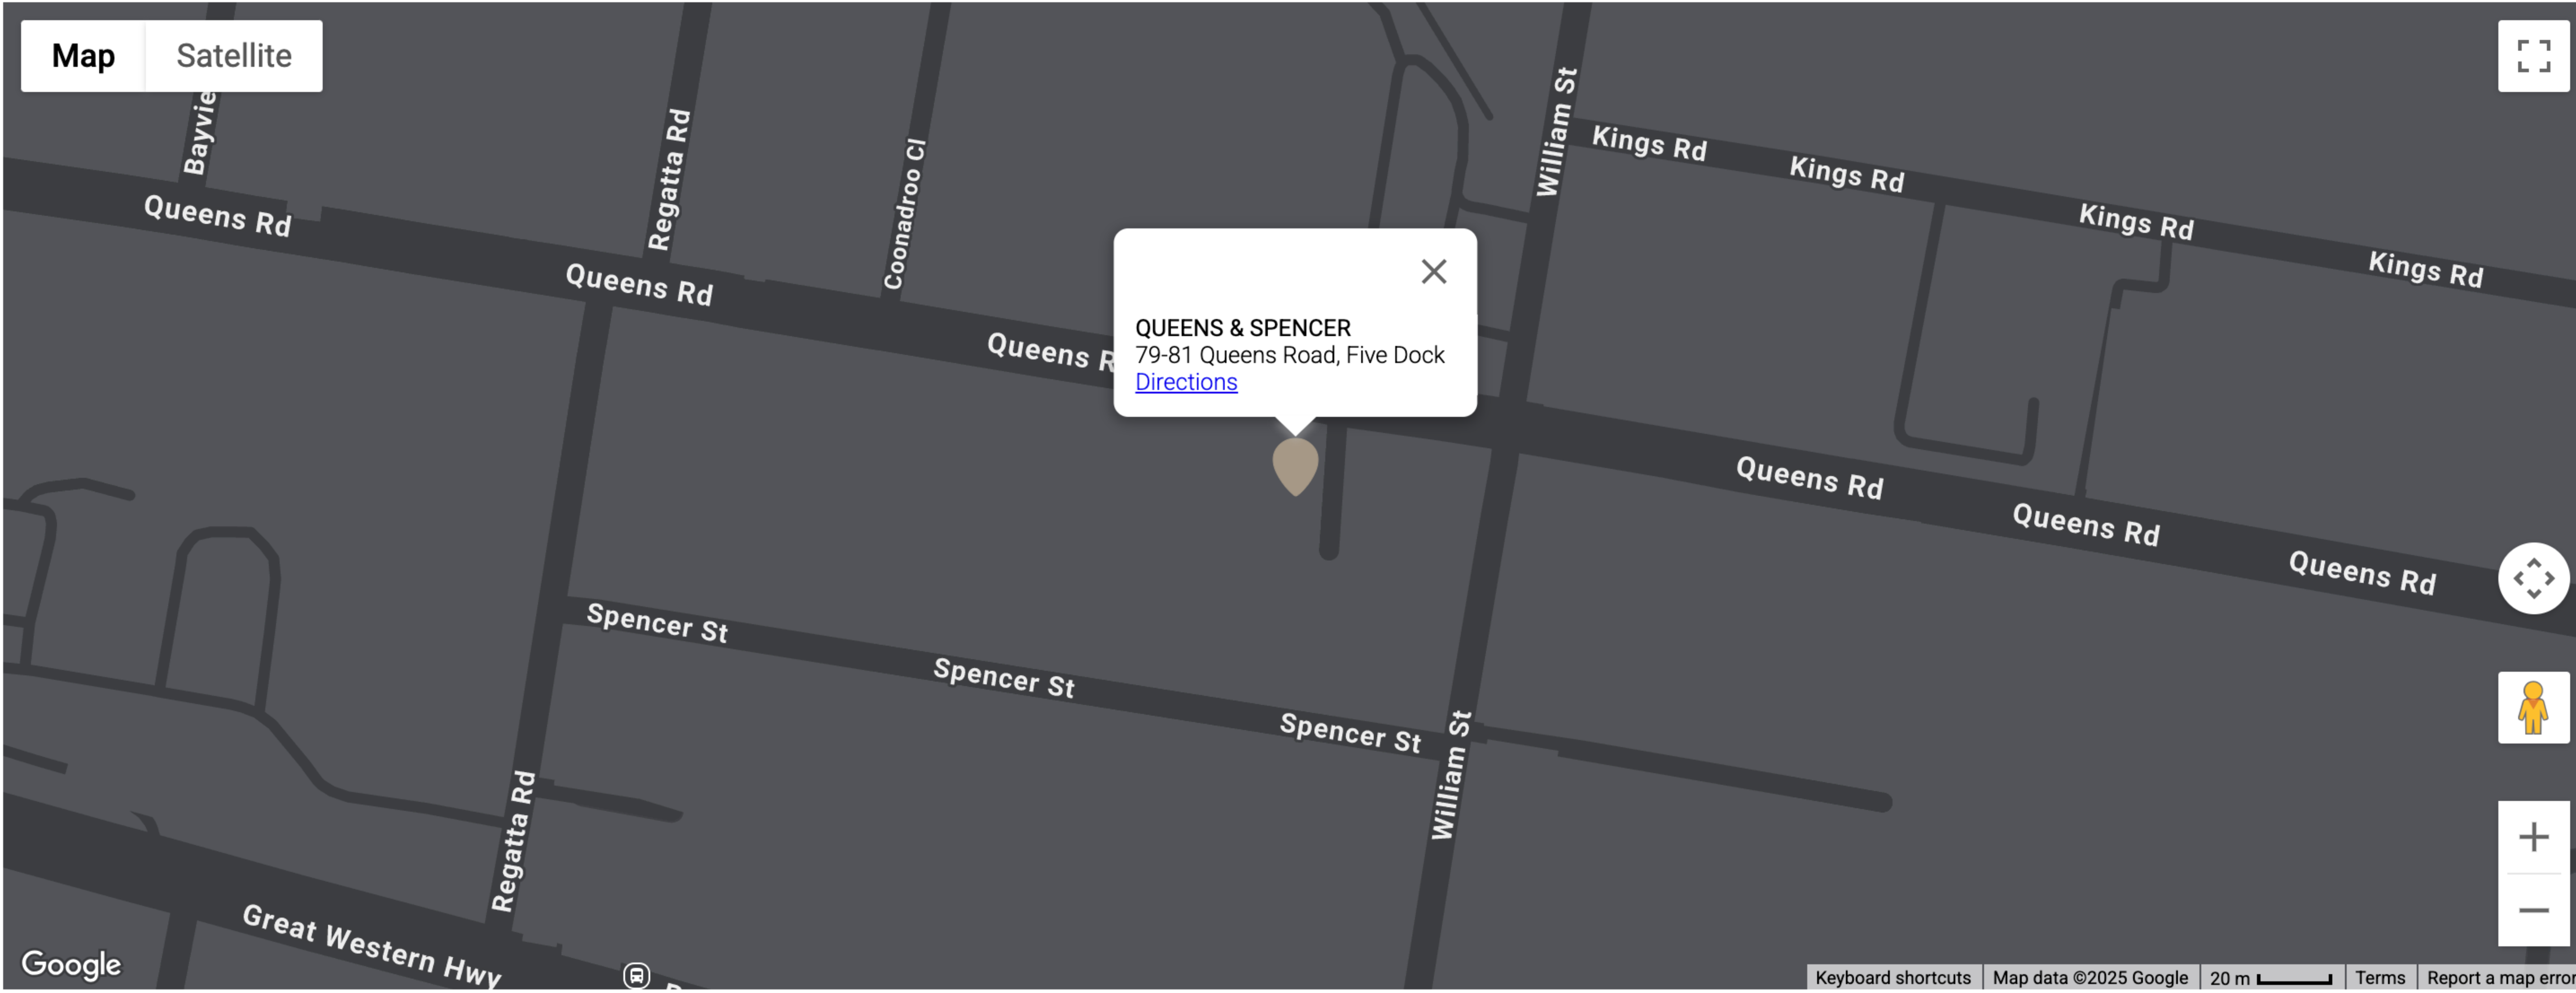 Map
Satellite
Bayvie
Regatta Rd
Coonadroo Cl
William St
Kings Rd
Kings Rd
Kings Rd
Kings Rd
Queens Rd
Queens Rd
Queens R
QUEENS & SPENCER
79-81 Queens Road, Five Dock
Directions
Queens Rd
Queens Rd
Queens Rd
Spencer St
Spencer St
Spencer St
William St
Regatta Rd
Great Western Hwy
Google
Keyboard shortcuts
Map data ©2025 Google
20 m
Terms
Report a map error